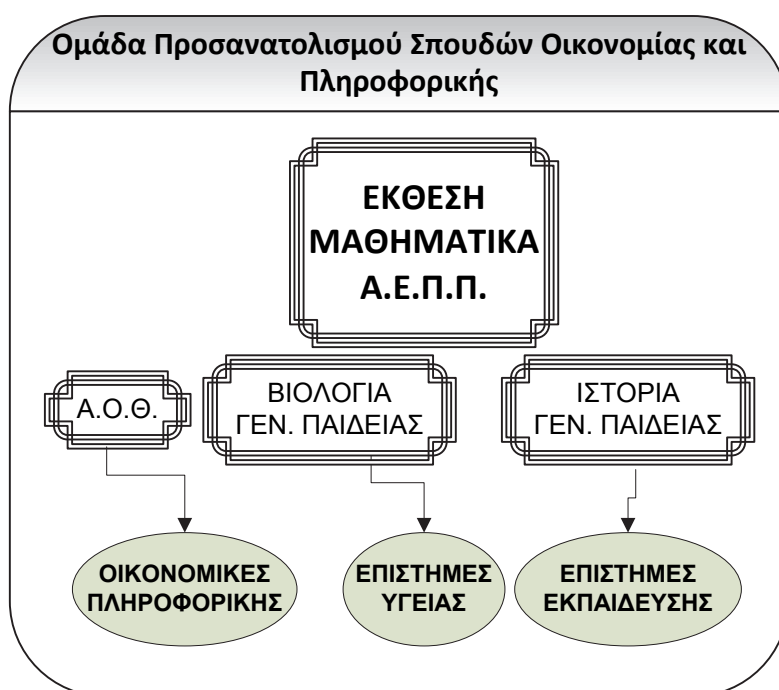 Ομάδα Προσανατολισμού Σπουδών Οικονομίας και
Πληροφορικής
ΕΚΘΕΣΗ
ΜΑΘΗΜΑΤΙΚΑ
Α.Ε.Π.Π.
Α.Ο.Θ.
ΒΙΟΛΟΓΙΑ
ΓΕΝ. ΠΑΙΔΕΙΑΣ
ΙΣΤΟΡΙΑ
ΓΕΝ. ΠΑΙΔΕΙΑΣ
ΟΙΚΟΝΟΜΙΚΕΣ
ΠΛΗΡΟΦΟΡΙΚΗΣ
ΕΠΙΣΤΗΜΕΣ
ΥΓΕΙΑΣ
ΕΠΙΣΤΗΜΕΣ
ΕΚΠΑΙΔΕΥΣΗΣ